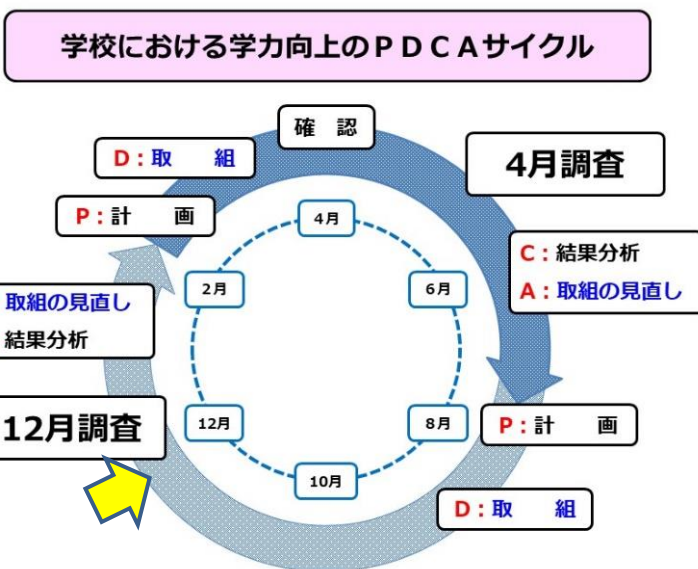 学校における学力向上のＰＤＣＡサイクル
確　認
D：取　　組
4月調査
P：計　　画
4月
C：結果分析
A：取組の見直し
2月
6月
取組の見直し
結果分析
12月調査
12月
8月
P：計　　画
10月
D：取　　組